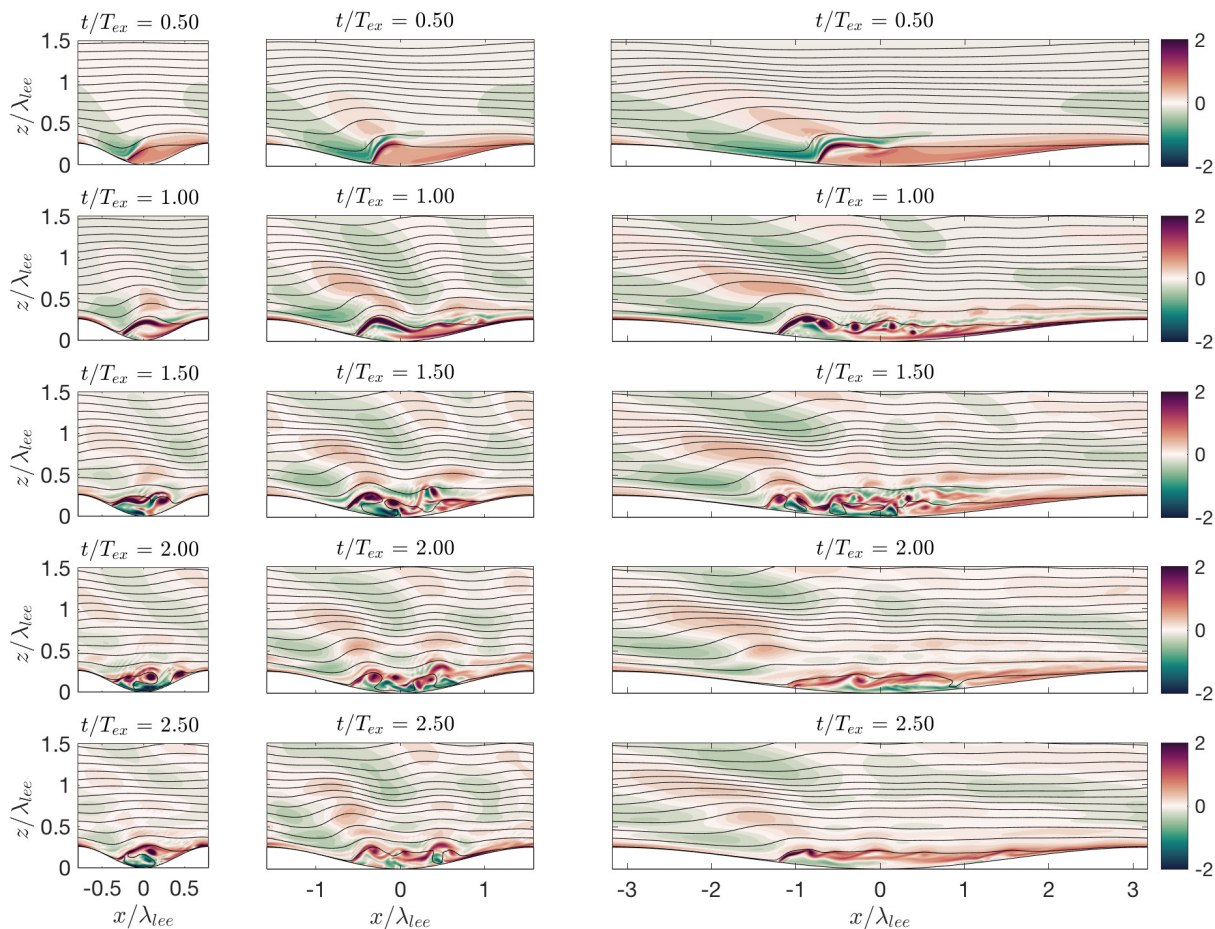 t/T_ex = 0.50 t/T_ex = 0.50 t/T_ex = 0.50
1.5 2
1 1
z/λ_lee 0
0.5 -1
0 -2
t/T_ex = 1.00 t/T_ex = 1.00 t/T_ex = 1.00
1.5 2
1
z/λ_lee 0
0.5
0 -2
t/T_ex = 1.50 t/T_ex = 1.50 t/T_ex = 1.50
1.5 2
1
z/λ_lee 0
0.5
0 -2
t/T_ex = 2.00 t/T_ex = 2.00 t/T_ex = 2.00
1.5 2
1
z/λ_lee 0
0.5
0 -2
t/T_ex = 2.50 t/T_ex = 2.50 t/T_ex = 2.50
1.5 2
1
z/λ_lee 0
0.5
0 -2
-0.5 0 0.5 -1 0 1 -3 -2 -1 0 1 2 3
x/λ_lee x/λ_lee x/λ_lee